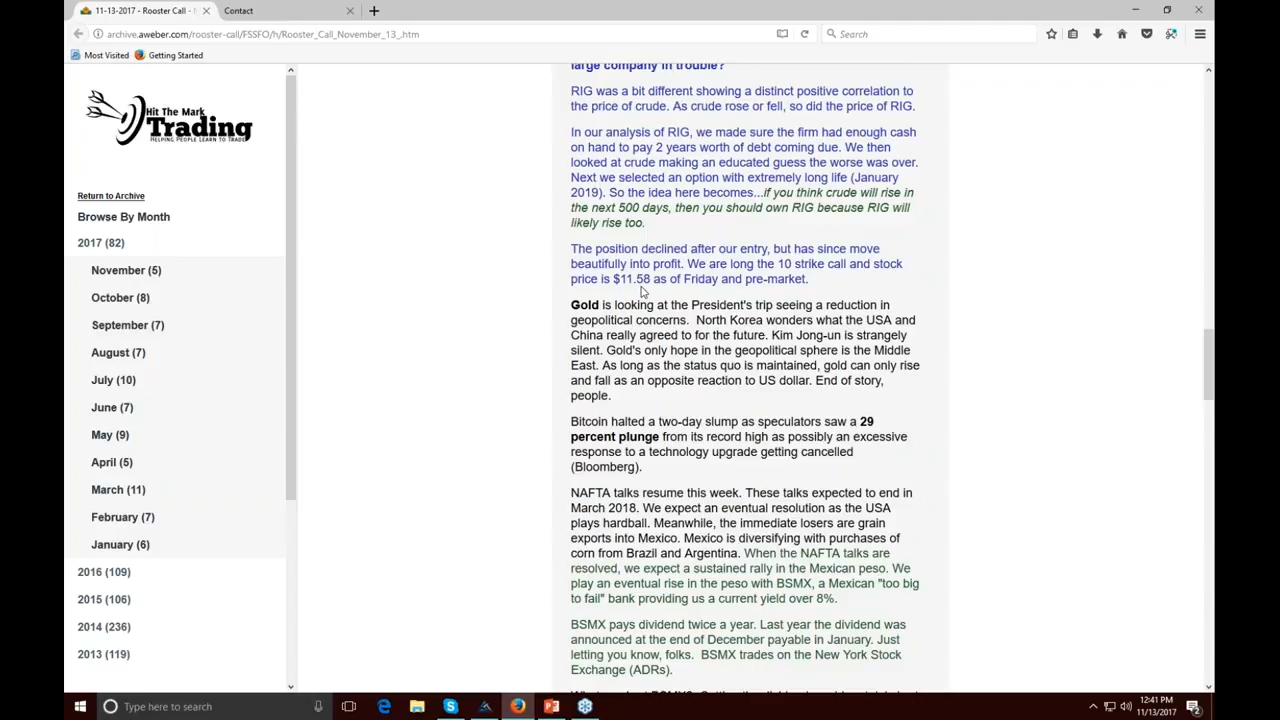 11-13-2017 - Rooster Call -
Contact
archive.aweber.com/rooster-call/FSSFO/h/Rooster_Call_November_13_.htm
Search
Most Visited
Getting Started
Hit The Mark
Trading
HELPING PEOPLE LEARN TO TRADE
Return to Archive
Browse By Month
2017 (82)
November (5)
October (8)
September (7)
August (7)
July (10)
June (7)
May (9)
April (5)
March (11)
February (7)
January (6)
2016 (109)
2015 (106)
2014 (236)
2013 (119)
large company in trouble?
RIG was a bit different showing a distinct positive correlation to
the price of crude. As crude rose or fell, so did the price of RIG.
In our analysis of RIG, we made sure the firm had enough cash
on hand to pay 2 years worth of debt coming due. We then
looked at crude making an educated guess the worse was over.
Next we selected an option with extremely long life (January
2019). So the idea here becomes...if you think crude will rise in
the next 500 days, then you should own RIG because RIG will
likely rise too.
The position declined after our entry, but has since move
beautifully into profit. We are long the 10 strike call and stock
price is $11.58 as of Friday and pre-market.
Gold is looking at the President's trip seeing a reduction in
geopolitical concerns. North Korea wonders what the USA and
China really agreed to for the future. Kim Jong-un is strangely
silent. Gold's only hope in the geopolitical sphere is the Middle
East. As long as the status quo is maintained, gold can only rise
and fall as an opposite reaction to US dollar. End of story,
people.
Bitcoin halted a two-day slump as speculators saw a 29
percent plunge from its record high as possibly an excessive
response to a technology upgrade getting cancelled
(Bloomberg).
NAFTA talks resume this week. These talks expected to end in
March 2018. We expect an eventual resolution as the USA
plays hardball. Meanwhile, the immediate losers are grain
exports into Mexico. Mexico is diversifying with purchases of
corn from Brazil and Argentina. When the NAFTA talks are
resolved, we expect a sustained rally in the Mexican peso. We
play an eventual rise in the peso with BSMX, a Mexican "too big
to fail" bank providing us a current yield over 8%.
BSMX pays dividend twice a year. Last year the dividend was
announced at the end of December payable in January. Just
letting you know, folks. BSMX trades on the New York Stock
Exchange (ADRs).
Type here to search
12:41 PM
11/13/2017
2